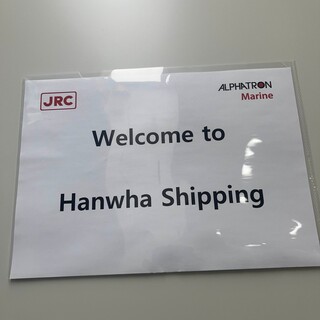 JRC
ALPHATRON
Marine
Welcome to
Hanwha Shipping